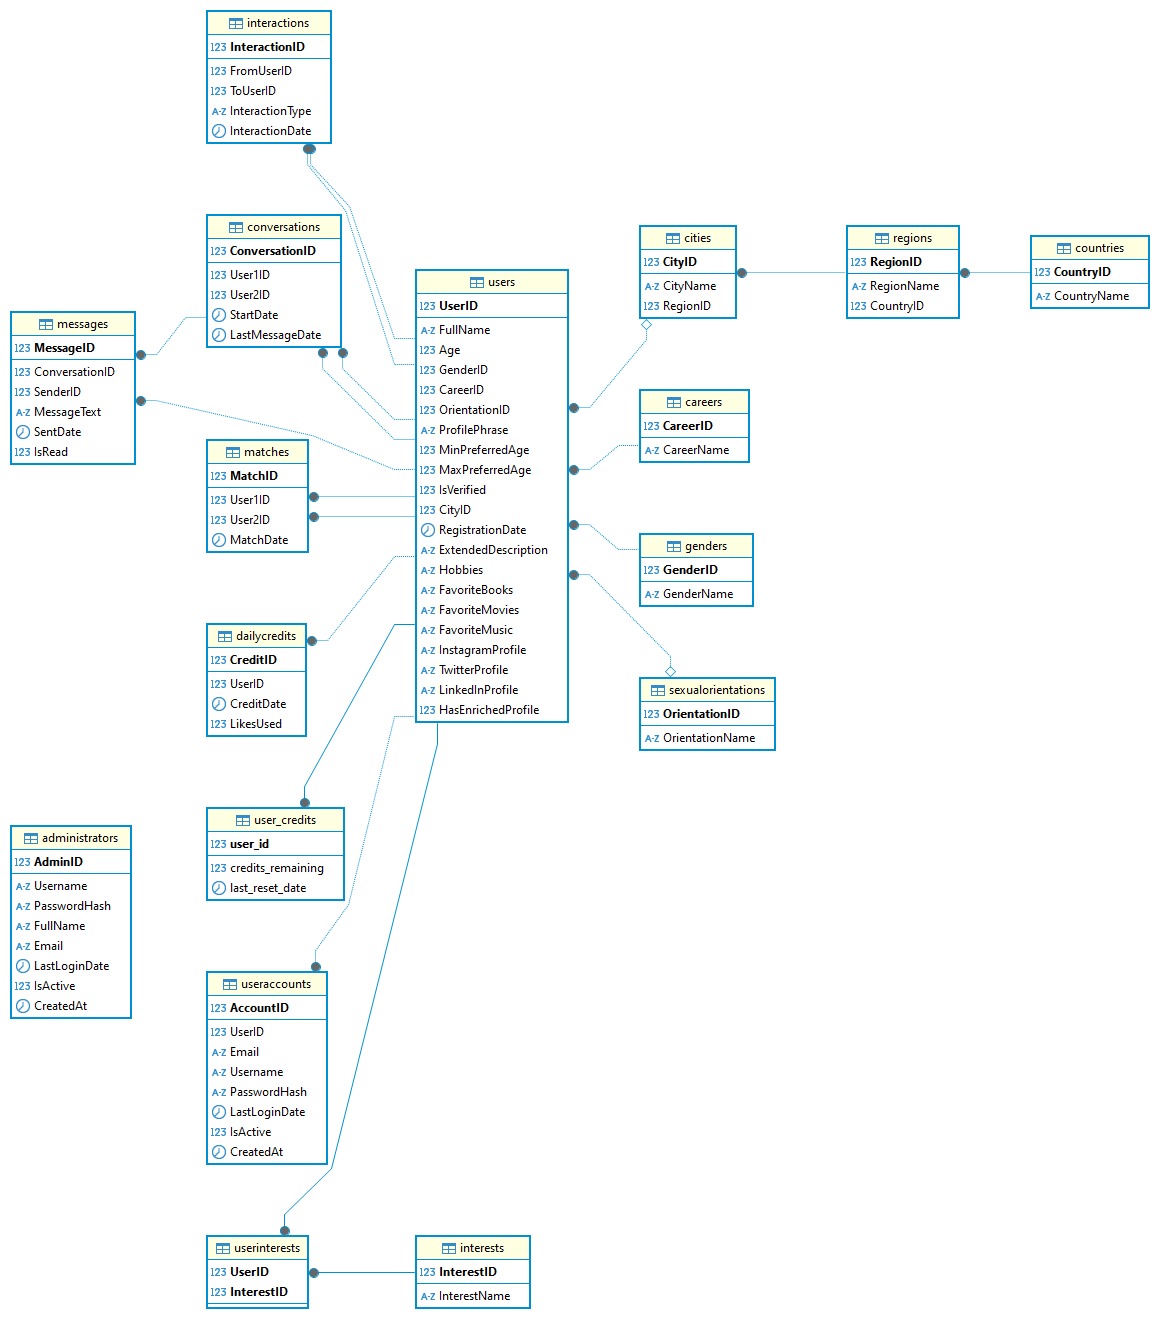 interactions
123 InteractionID
123 FromUserID
123 ToUserID
A-Z InteractionType
InteractionDate
conversations
123 ConversationID
123 User1ID
123 User2ID
StartDate
LastMessageDate
messages
123 MessageID
123 ConversationID
123 SenderID
A-Z MessageText
SentDate
123 IsRead
matches
123 MatchID
123 User1ID
123 User2ID
MatchDate
dailycredits
123 CreditID
123 UserID
CreditDate
123 LikesUsed
user_credits
123 user_id
123 credits_remaining
last_reset_date
administrators
123 AdminID
A-Z Username
A-Z PasswordHash
A-Z FullName
A-Z Email
LastLoginDate
123 IsActive
CreatedAt
useraccounts
123 AccountID
123 UserID
A-Z Email
A-Z Username
A-Z PasswordHash
LastLoginDate
123 IsActive
CreatedAt
userinterests
123 UserID
123 InterestID
interests
123 InterestID
A-Z InterestName
users
123 UserID
A-Z FullName
123 Age
123 GenderID
123 CareerID
123 OrientationID
A-Z ProfilePhrase
123 MinPreferredAge
123 MaxPreferredAge
123 IsVerified
123 CityID
RegistrationDate
A-Z ExtendedDescription
A-Z Hobbies
A-Z FavoriteBooks
A-Z FavoriteMovies
A-Z FavoriteMusic
A-Z InstagramProfile
A-Z TwitterProfile
A-Z LinkedInProfile
123 HasEnrichedProfile
cities
123 CityID
A-Z CityName
123 RegionID
regions
123 RegionID
A-Z RegionName
123 CountryID
countries
123 CountryID
A-Z CountryName
careers
123 CareerID
A-Z CareerName
genders
123 GenderID
A-Z GenderName
sexualorientations
123 OrientationID
A-Z OrientationName